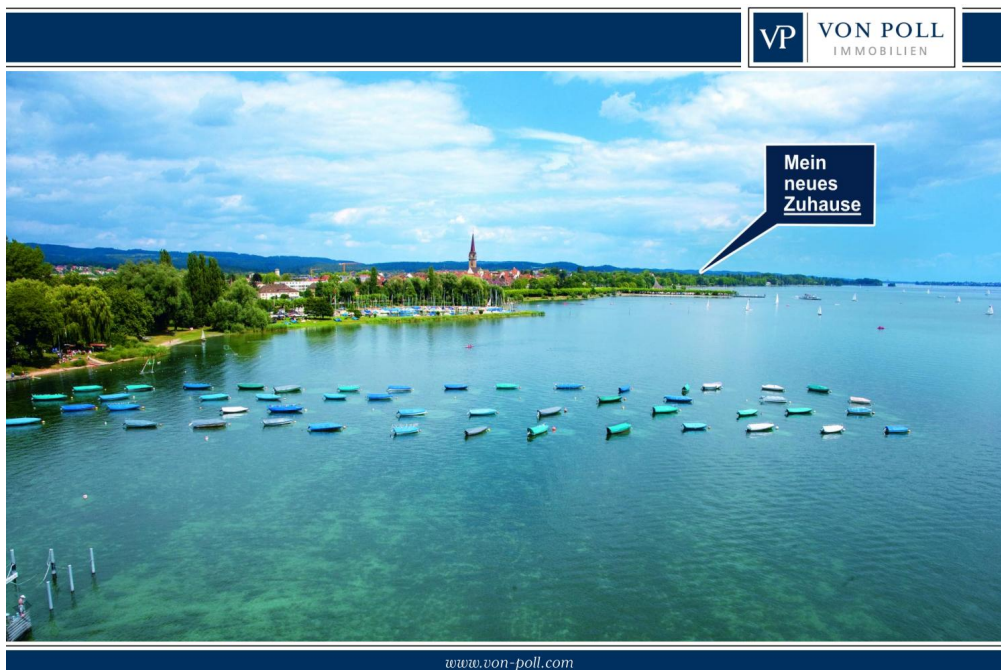 VP
VON POLL
IMMOBILIEN
Mein
neues
Zuhause
www.von-poll.com